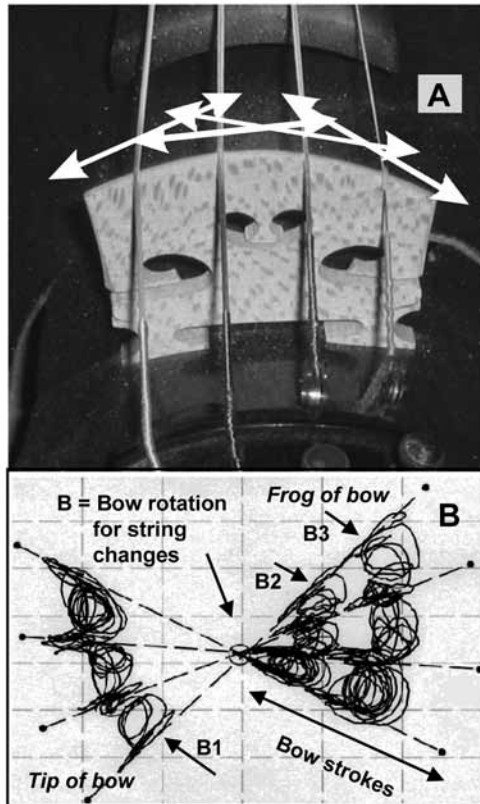 A
B = Bow rotation
for string
changes
Frog of bow
B
B3
B2
B1
Tip of bow
Bow strokes